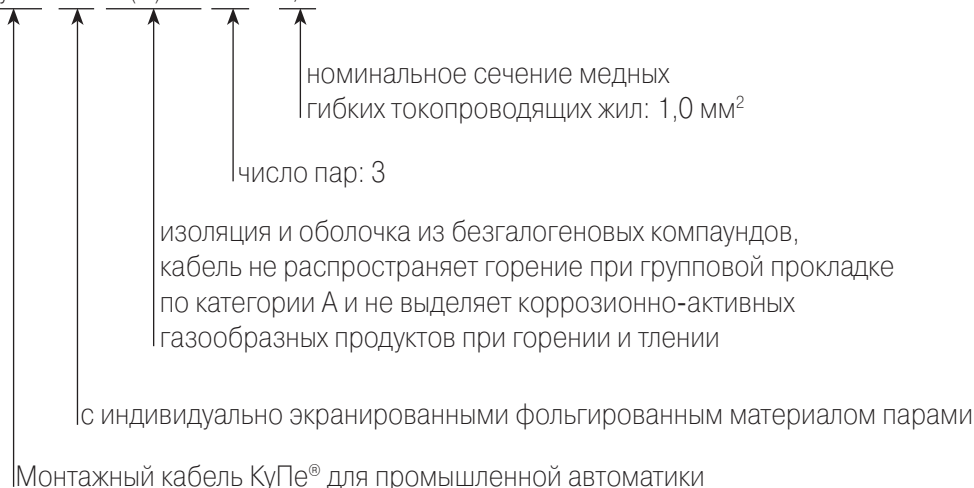 номинальное сечение медных
гибких токопроводящих жил: 1,0 мм²
число пар: 3
изоляция и оболочка из безгалогеновых компаундов,
кабель не распространяет горение при групповой прокладке
по категории А и не выделяет коррозионно-активных
газообразных продуктов при горении и тлении
с индивидуально экранированными фольгированным материалом парами
Монтажный кабель КуПе® для промышленной автоматики